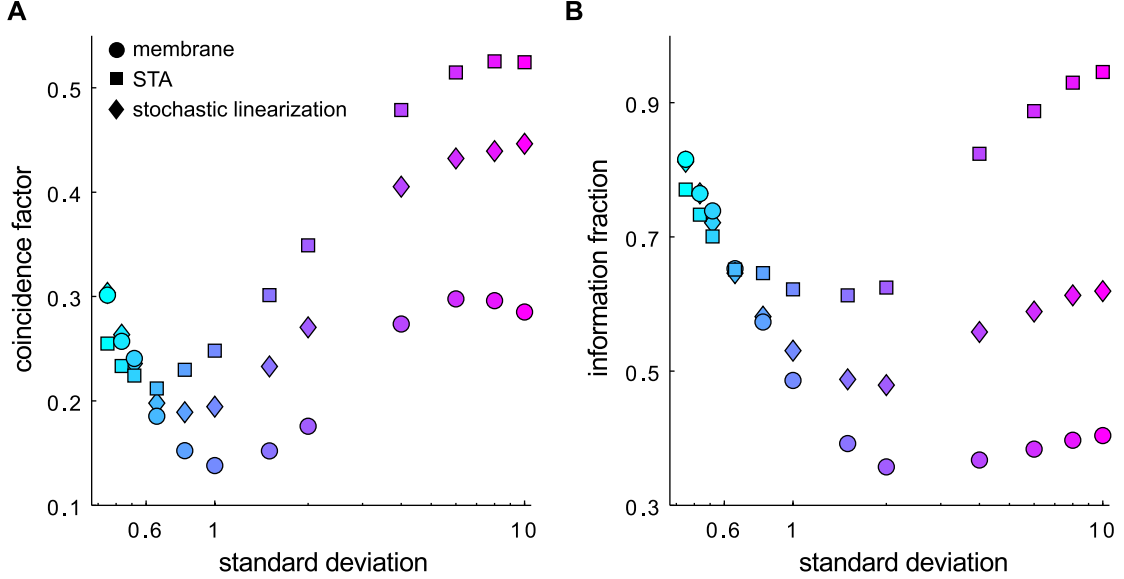 A
membrane
STA
stochastic linearization
coincidence factor
0.5
0.4
0.3
0.2
0.1
0.6 1 10
standard deviation
B
information fraction
0.9
0.7
0.5
0.3
0.6 1 10
standard deviation